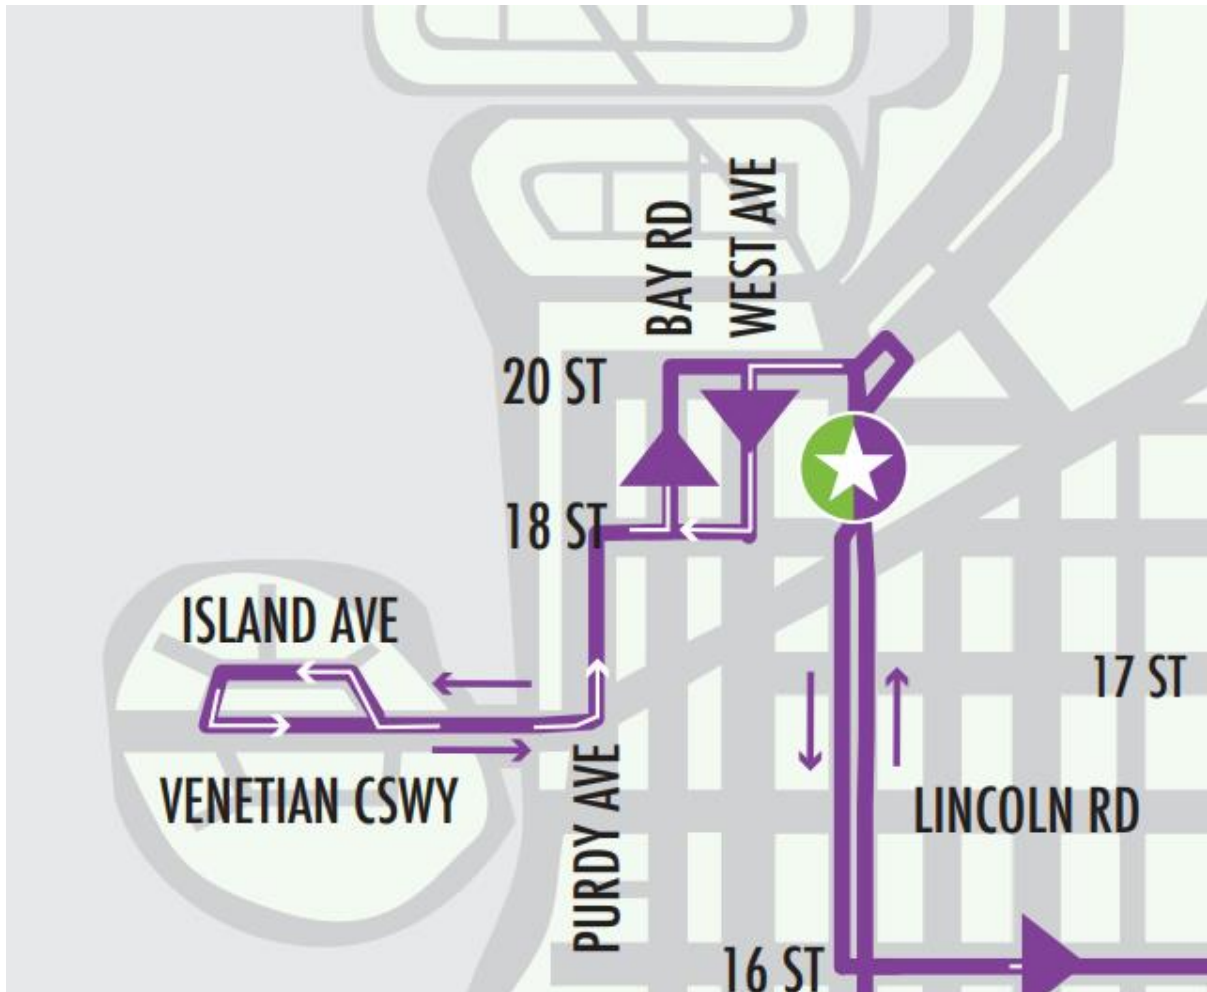 BAY RD
WEST AVE
20 ST
18 ST
ISLAND AVE
17 ST
VENETIAN CSWY
PURDY AVE
LINCOLN RD
16 ST